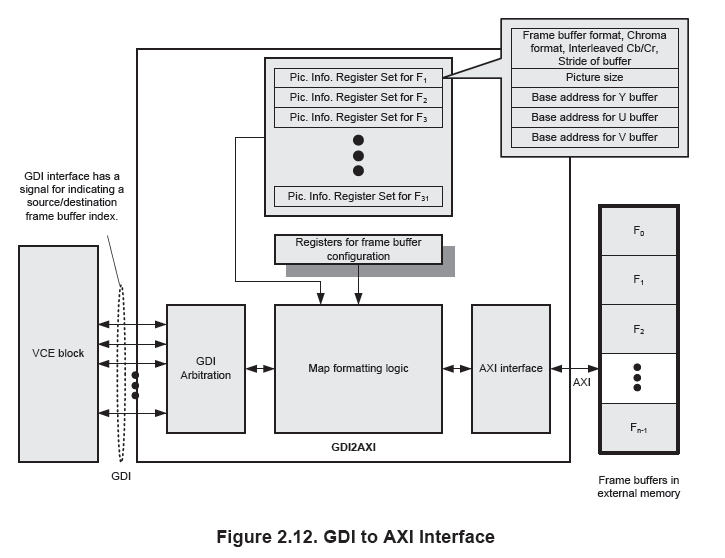 Frame buffer format, Chroma
format, Interleaved Cb/Cr,
Stride of buffer
Picture size
Base address for Y buffer
Base address for U buffer
Base address for V buffer
Pic. Info. Register Set for F1
Pic. Info. Register Set for F2
Pic. Info. Register Set for F3
Pic. Info. Register Set for F31
GDI interface has a
signal for indicating a
source/destination
frame buffer index.
Registers for frame buffer
configuration
VCE block
GDI
GDI
Arbitration
Map formatting logic
AXI interface
AXI
GDI2AXI
F0
F1
F2
Fn-1
Frame buffers in
external memory
Figure 2.12. GDI to AXI Interface